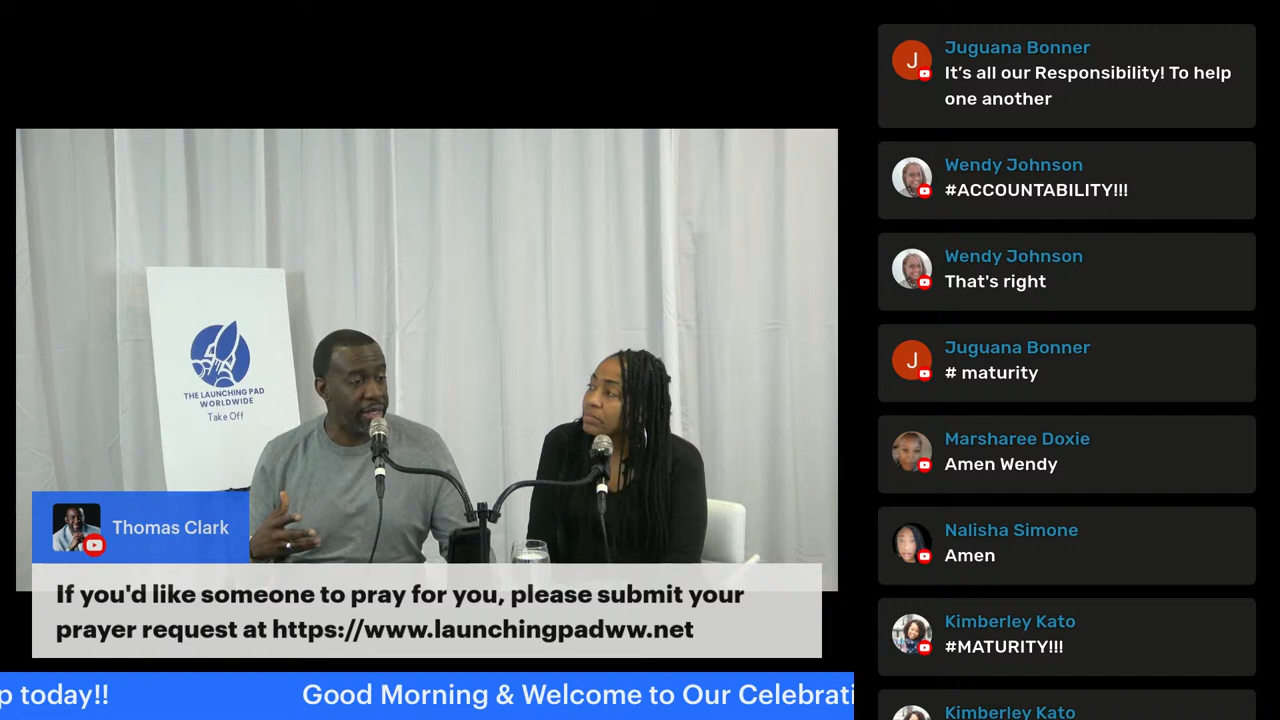 THE LAUNCHING PAD
WORLDWIDE
Take Off
Thomas Clark
If you'd like someone to pray for you, please submit your
prayer request at https://www.launchingpadww.net
p today!!
Good Morning & Welcome to Our Celebrati
Juguana Bonner
It’s all our Responsibility! To help
one another
Wendy Johnson
#ACCOUNTABILITY!!!
Wendy Johnson
That's right
Juguana Bonner
# maturity
Marsharee Doxie
Amen Wendy
Nalisha Simone
Amen
Kimberley Kato
#MATURITY!!!
Kimberley Kato